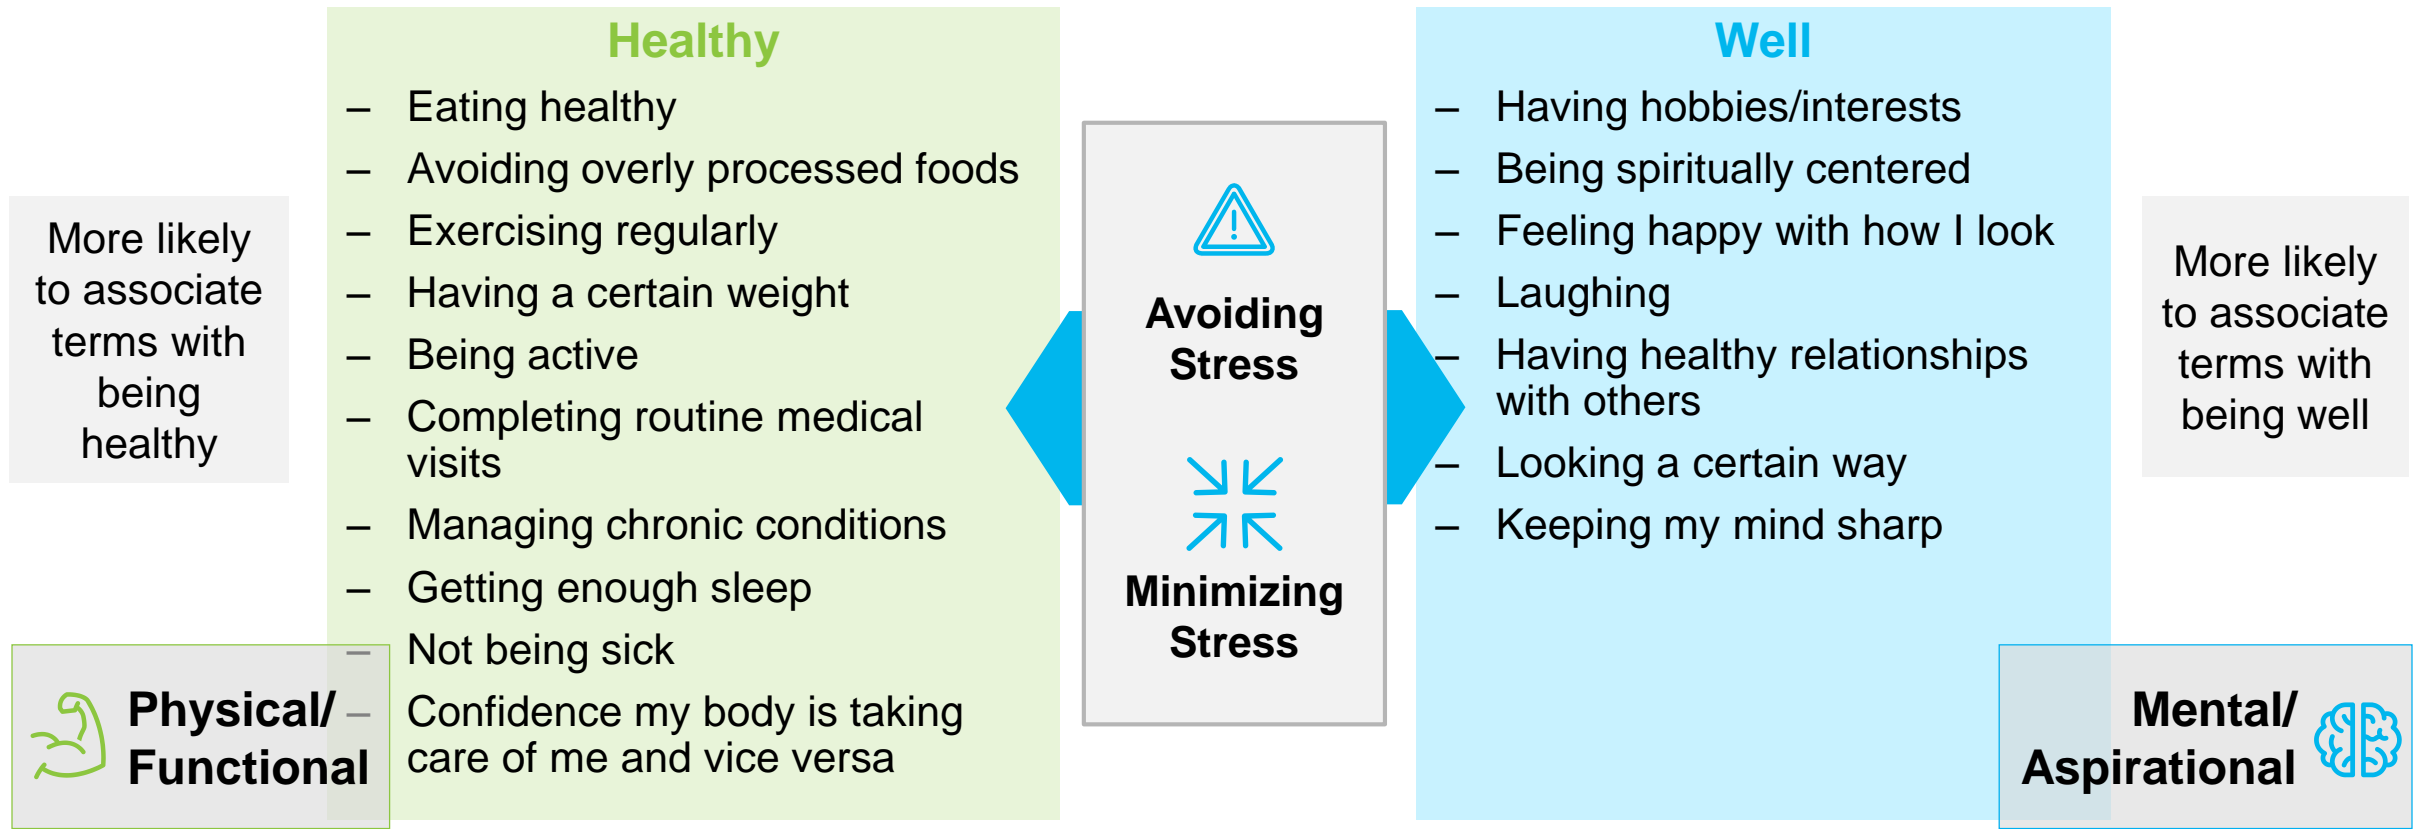 More likely
to associate
terms with
being
healthy
Healthy
– Eating healthy
– Avoiding overly processed foods
– Exercising regularly
– Having a certain weight
– Being active
– Completing routine medical
visits
– Managing chronic conditions
– Getting enough sleep
– Not being sick
– Confidence my body is taking
care of me and vice versa
Physical/
Functional
Avoiding
Stress
Minimizing
Stress
Well
– Having hobbies/interests
– Being spiritually centered
– Feeling happy with how I look
– Laughing
– Having healthy relationships
with others
– Looking a certain way
– Keeping my mind sharp
More likely
to associate
terms with
being well
Mental/
Aspirational